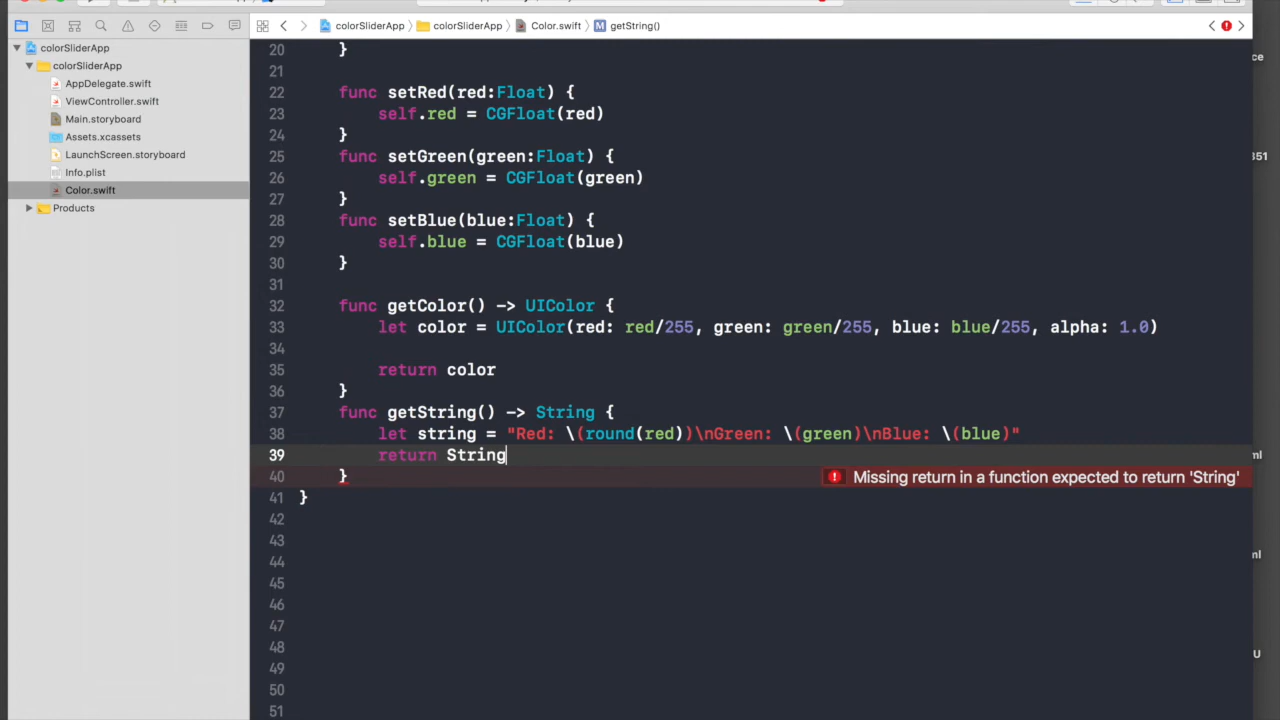 colorSliderApp
colorSliderApp
Color.swift
getString()
colorSliderApp
colorSliderApp
AppDelegate.swift
ViewController.swift
Main.storyboard
Assets.xcassets
LaunchScreen.storyboard
Info.plist
Color.swift
Products
20 }
21
22 func setRed(red:Float) {
23 self.red = CGFloat(red)
24 }
25 func setGreen(green:Float) {
26 self.green = CGFloat(green)
27 }
28 func setBlue(blue:Float) {
29 self.blue = CGFloat(blue)
30 }
31
32 func getColor() -> UIColor {
33 let color = UIColor(red: red/255, green: green/255, blue: blue/255, alpha: 1.0)
34
35 return color
36 }
37 func getString() -> String {
38 let string = "Red: \(round(red))\nGreen: \(green)\nBlue: \(blue)"
39 return String
40 } Missing return in a function expected to return 'String'
41 }
42
43
44
45
46
47
48
49
50
51
ce
351
ml
ml
U